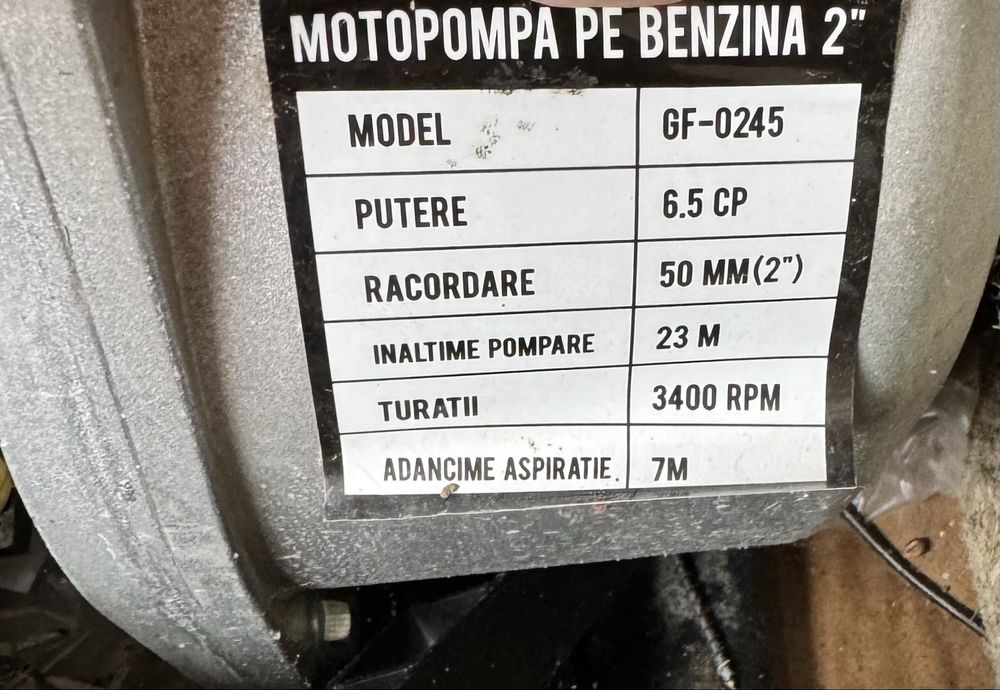 MOTOPOMPA PE BENZINA 2"
MODEL GF-0245
PUTERE 6.5 CP
RACORDARE 50 MM(2")
INALTIME POMPARE 23 M
TURATII 3400 RPM
ADANCIME ASPIRATIE. 7M